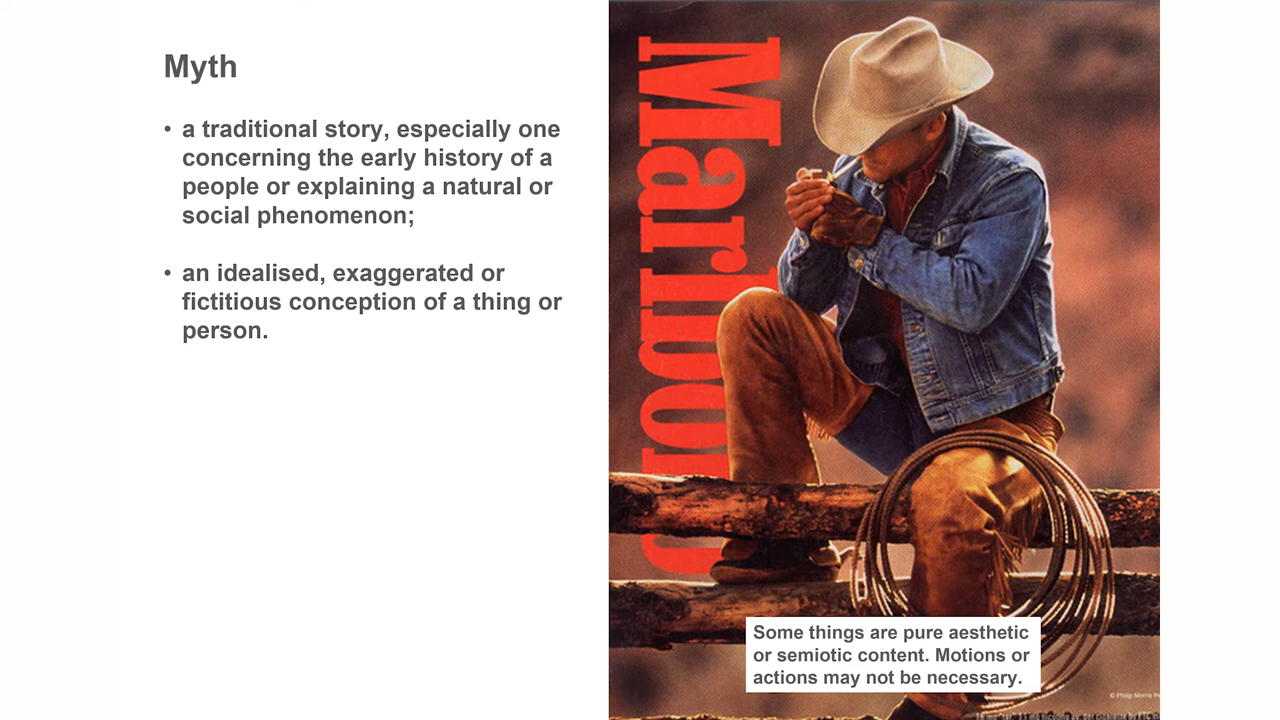 Myth
• a traditional story, especially one
concerning the early history of a
people or explaining a natural or
social phenomenon;
• an idealised, exaggerated or
fictitious conception of a thing or
person.
Marlboro
Some things are pure aesthetic
or semiotic content. Motions or
actions may not be necessary.
© Philip Morris